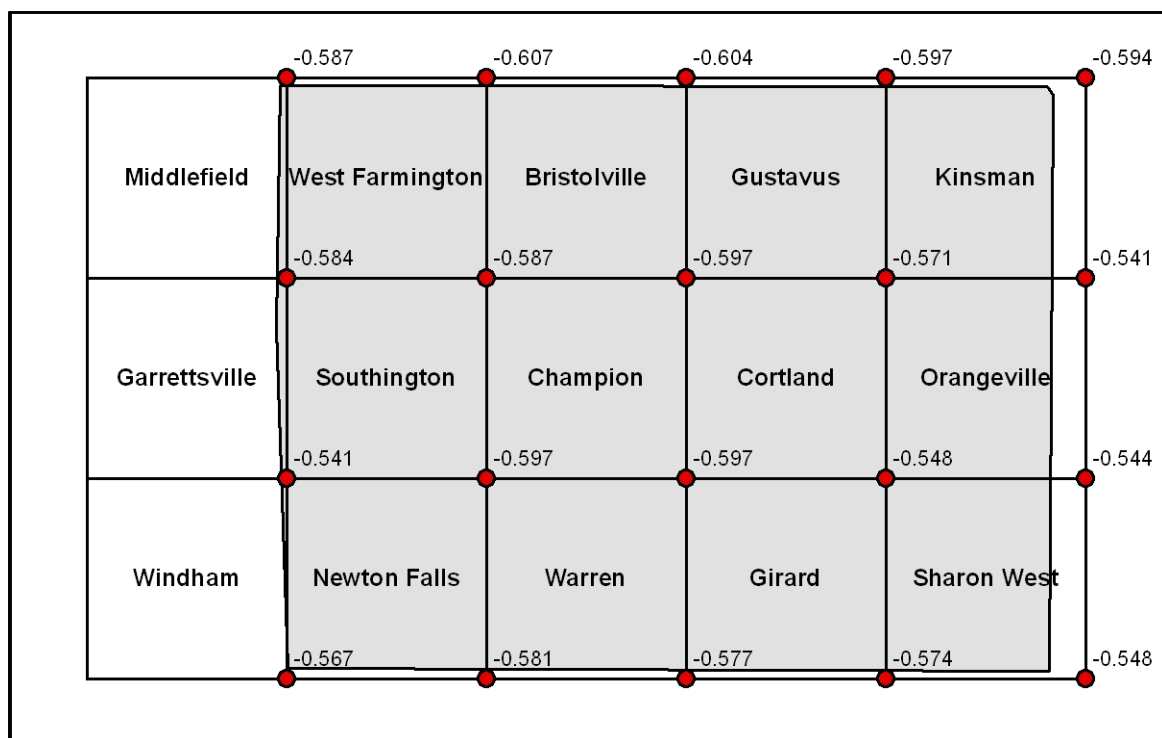 -0.587 -0.607 -0.604 -0.597 -0.594
Middlefield West Farmington Bristolville Gustavus Kinsman
-0.584 -0.587 -0.597 -0.571 -0.541
Garrettsville Southington Champion Cortland Orangeville
-0.541 -0.597 -0.597 -0.548 -0.544
Windham Newton Falls Warren Girard Sharon West
-0.567 -0.581 -0.577 -0.574 -0.548